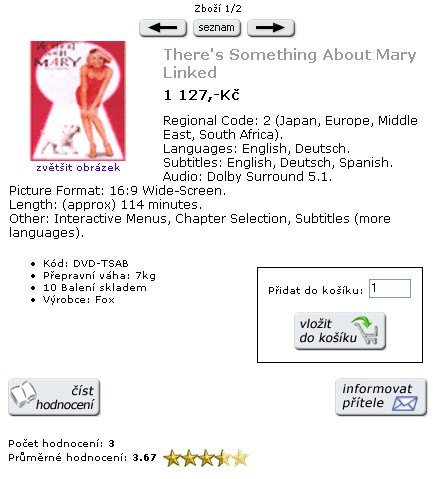 Zboží 1/2
seznam
There's Something About Mary
Linked
1 127,-Kč
MARY
zvětšit obrázek
Regional Code: 2 (Japan, Europe, Middle
East, South Africa).
Languages: English, Deutsch.
Subtitles: English, Deutsch, Spanish.
Audio: Dolby Surround 5.1.
Picture Format: 16:9 Wide-Screen.
Length: (approx) 114 minutes.
Other: Interactive Menus, Chapter Selection, Subtitles (more
languages).
Kód: DVD-TSAB
Přepravní váha: 7kg
10 Balení skladem
Výrobce: Fox
Přidat do košíku: 1
vložit
do košíku
číst
hodnocení
informovat
přítele
Počet hodnocení: 3
Průměrné hodnocení: 3.67